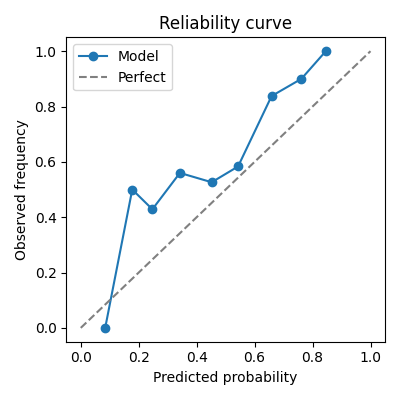 Reliability curve
Model
Perfect
Observed frequency
1.0
0.8
0.6
0.4
0.2
0.0
0.0 0.2 0.4 0.6 0.8 1.0
Predicted probability